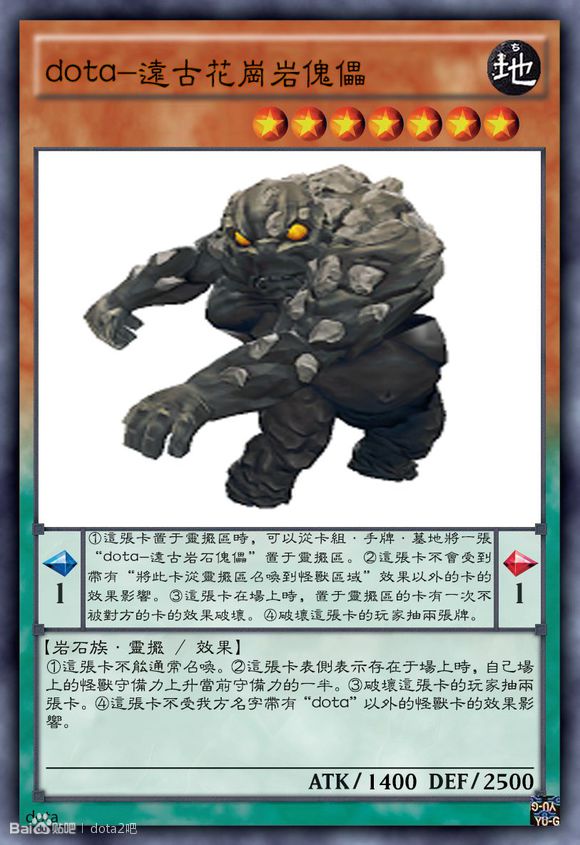 dota-遠古花崗岩傀儡
ち
地
①這張卡置于靈擺區時,可以從卡組·手牌·墓地將一張
“dota-遠古岩石傀儡”置于靈擺區。②這張卡不會受到
帶有“將此卡從靈擺區召喚到怪獸區域”效果以外的卡的
效果影響。③這張卡在場上時,置于靈擺區的卡有一次不
被對方的卡的效果破壞。④破壞這張卡的玩家抽兩張牌。
1
1
【岩石族·靈擺 / 效果】
①這張卡不能通常召喚。②這張卡表側表示存在于場上時,自己場
上的怪獸守備力上升當前守備力的一半。③破壞這張卡的玩家抽兩
張卡。④這張卡不受我方名字帶有“dota”以外的怪獸卡的效果影
響。
ATK/1400 DEF/2500
dota
Bai 贴吧 | dota2吧
YU-G